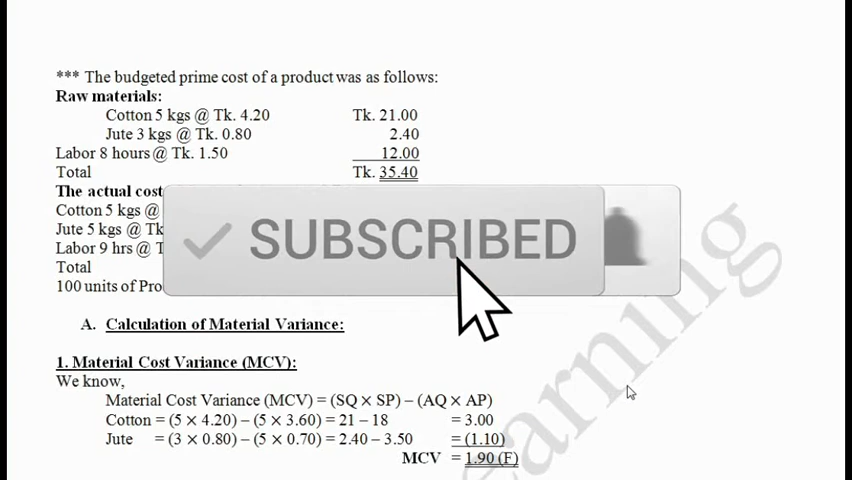 *** The budgeted prime cost of a product was as follows:
Raw materials:
Cotton 5 kgs @ Tk. 4.20 Tk. 21.00
Jute 3 kgs @ Tk. 0.80 2.40
Labor 8 hours @ Tk. 1.50 12.00
Total Tk. 35.40
The actual cost
Cotton 5 kgs @
Jute 5 kgs @ Tk
Labor 9 hrs @
Total
100 units of
SUBSCRIBED
A. Calculation of Material Variance:
1. Material Cost Variance (MCV):
We know,
Material Cost Variance (MCV) = (SQ × SP) – (AQ × AP)
Cotton = (5 × 4.20) – (5 × 3.60) = 21 – 18 = 3.00
Jute = (3 × 0.80) – (5 × 0.70) = 2.40 – 3.50 = (1.10)
MCV = 1.90 (F)